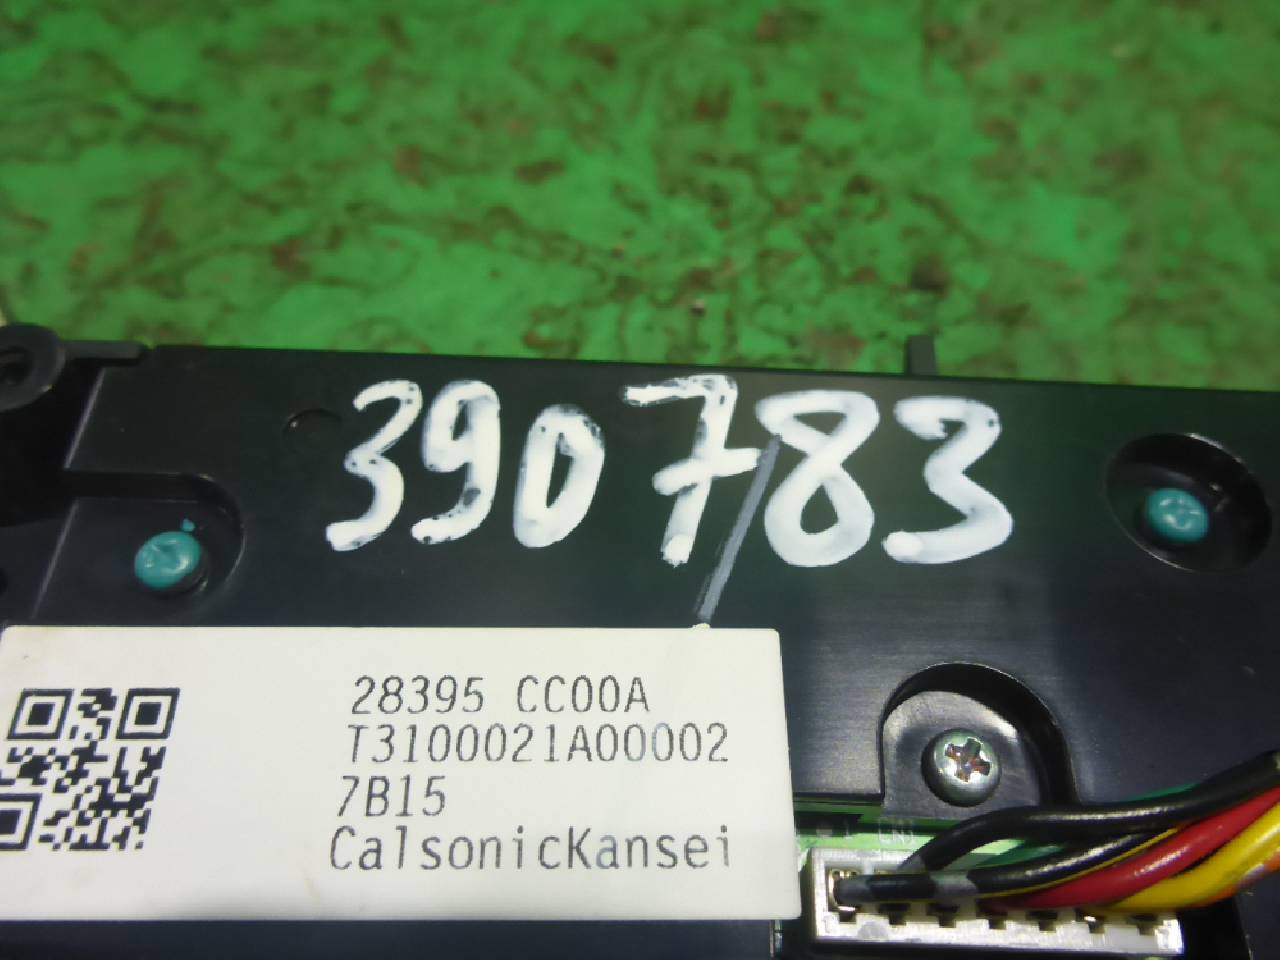 390783
28395 CC00A
T3100021A00002
7B15
CalsonicKansei